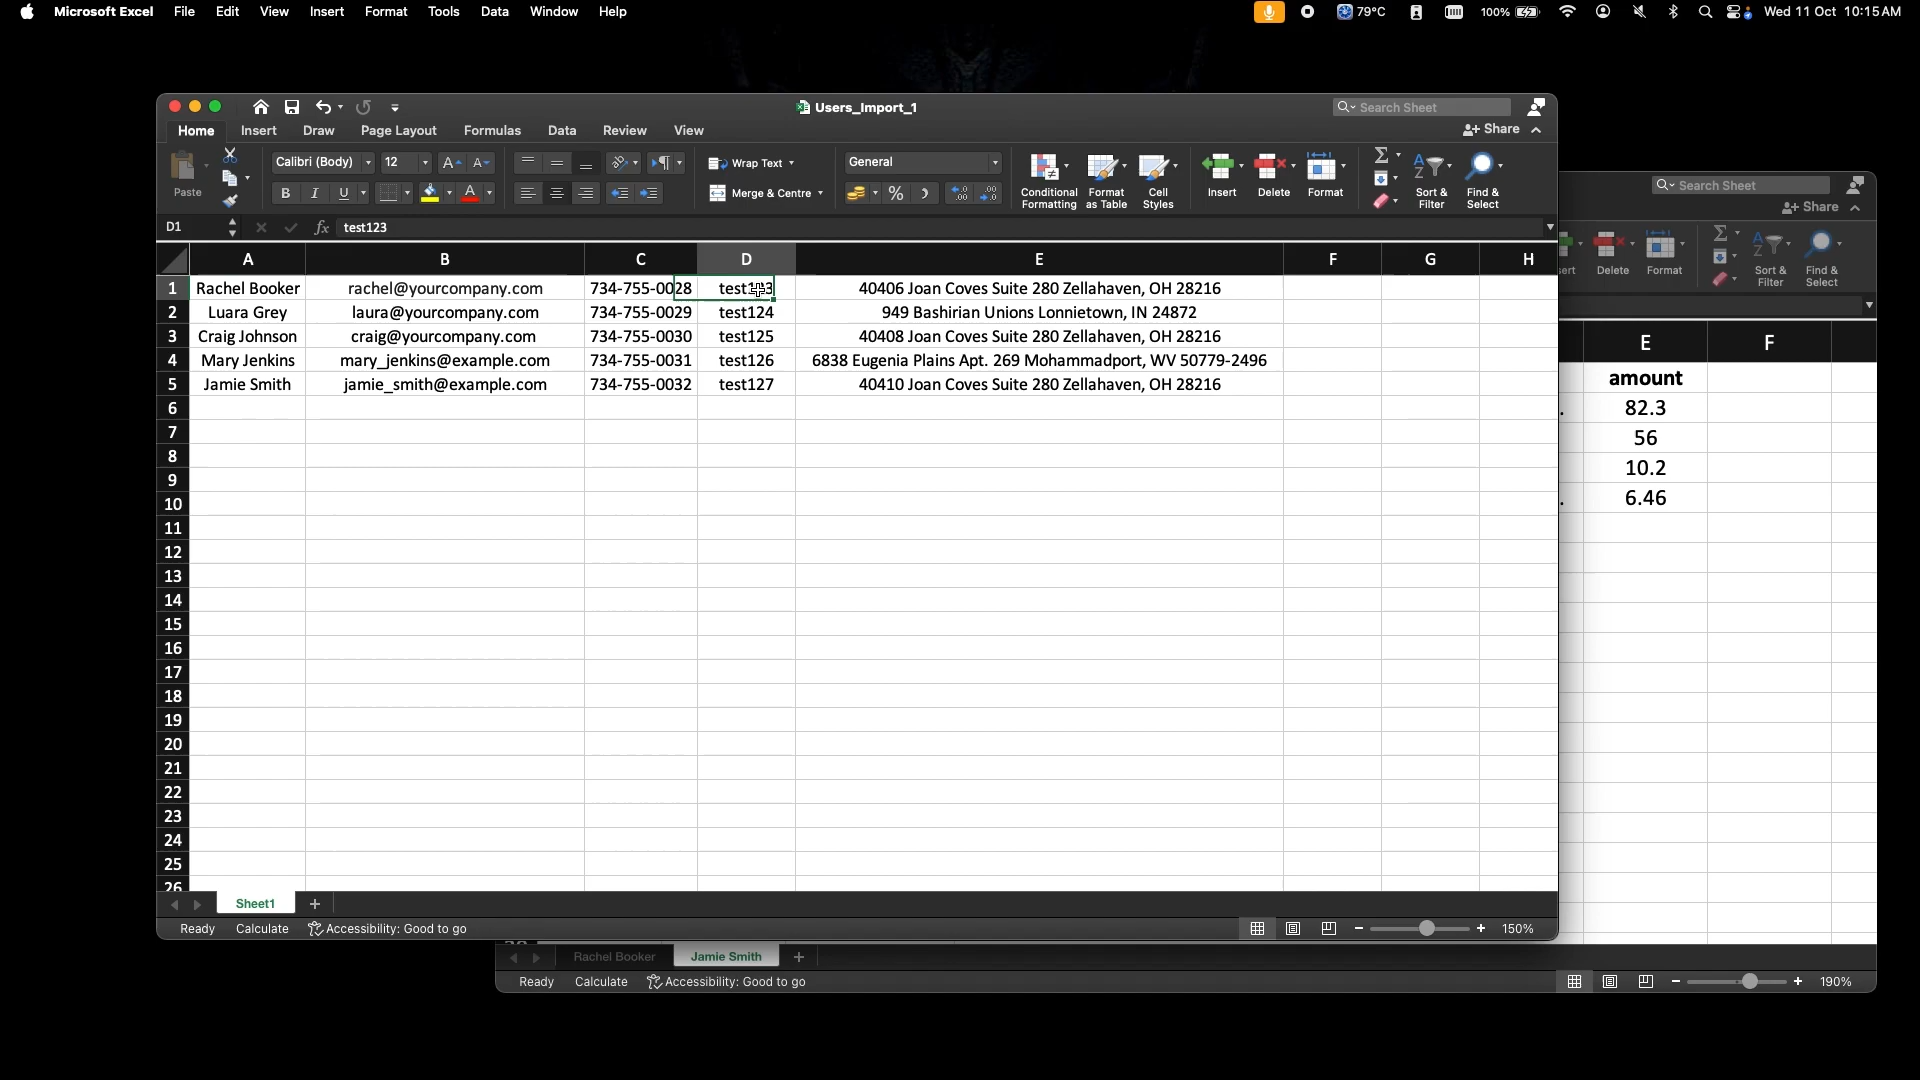 Microsoft Excel File Edit View Insert Format Tools Data Window Help 79°C 100% Wed 11 Oct 10:15 AM
Users_Import_1 Search Sheet
Home Insert Draw Page Layout Formulas Data Review View Share
Paste Calibri (Body) 12 A A Wrap Text General
B I U A Merge & Centre % Conditional Formatting Format as Table Cell Styles Insert Delete Format Sort & Filter Find & Select
D1 fx test123
A B C D E F G H
1 Rachel Booker rachel@yourcompany.com 734-755-0028 test123 40406 Joan Coves Suite 280 Zellahaven, OH 28216
2 Luara Grey laura@yourcompany.com 734-755-0029 test124 949 Bashirian Unions Lonnietown, IN 24872
3 Craig Johnson craig@yourcompany.com 734-755-0030 test125 40408 Joan Coves Suite 280 Zellahaven, OH 28216
4 Mary Jenkins mary_jenkins@example.com 734-755-0031 test126 6838 Eugenia Plains Apt. 269 Mohammadport, WV 50779-2496
5 Jamie Smith jamie_smith@example.com 734-755-0032 test127 40410 Joan Coves Suite 280 Zellahaven, OH 28216
6
7
8
9
10
11
12
13
14
15
16
17
18
19
20
21
22
23
24
25
26
Sheet1 +
Ready Calculate Accessibility: Good to go 150%
Search Sheet
Share
Delete Format Sort & Filter Find & Select
E F
amount
82.3
56
10.2
6.46
Rachel Booker Jamie Smith +
Ready Calculate Accessibility: Good to go 190%